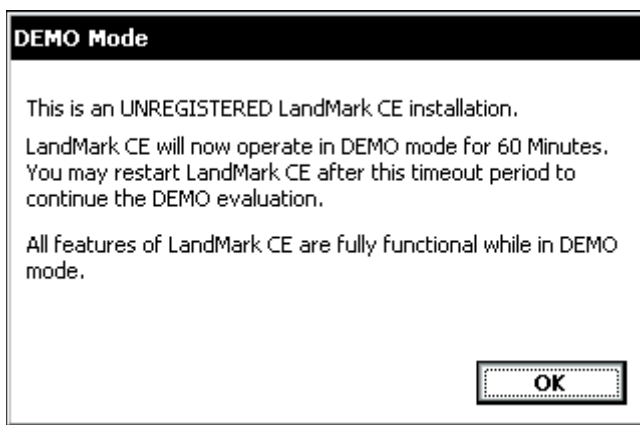 DEMO Mode
This is an UNREGISTERED LandMark CE installation.
LandMark CE will now operate in DEMO mode for 60 Minutes.
You may restart LandMark CE after this timeout period to
continue the DEMO evaluation.
All features of LandMark CE are fully functional while in DEMO
mode.
OK